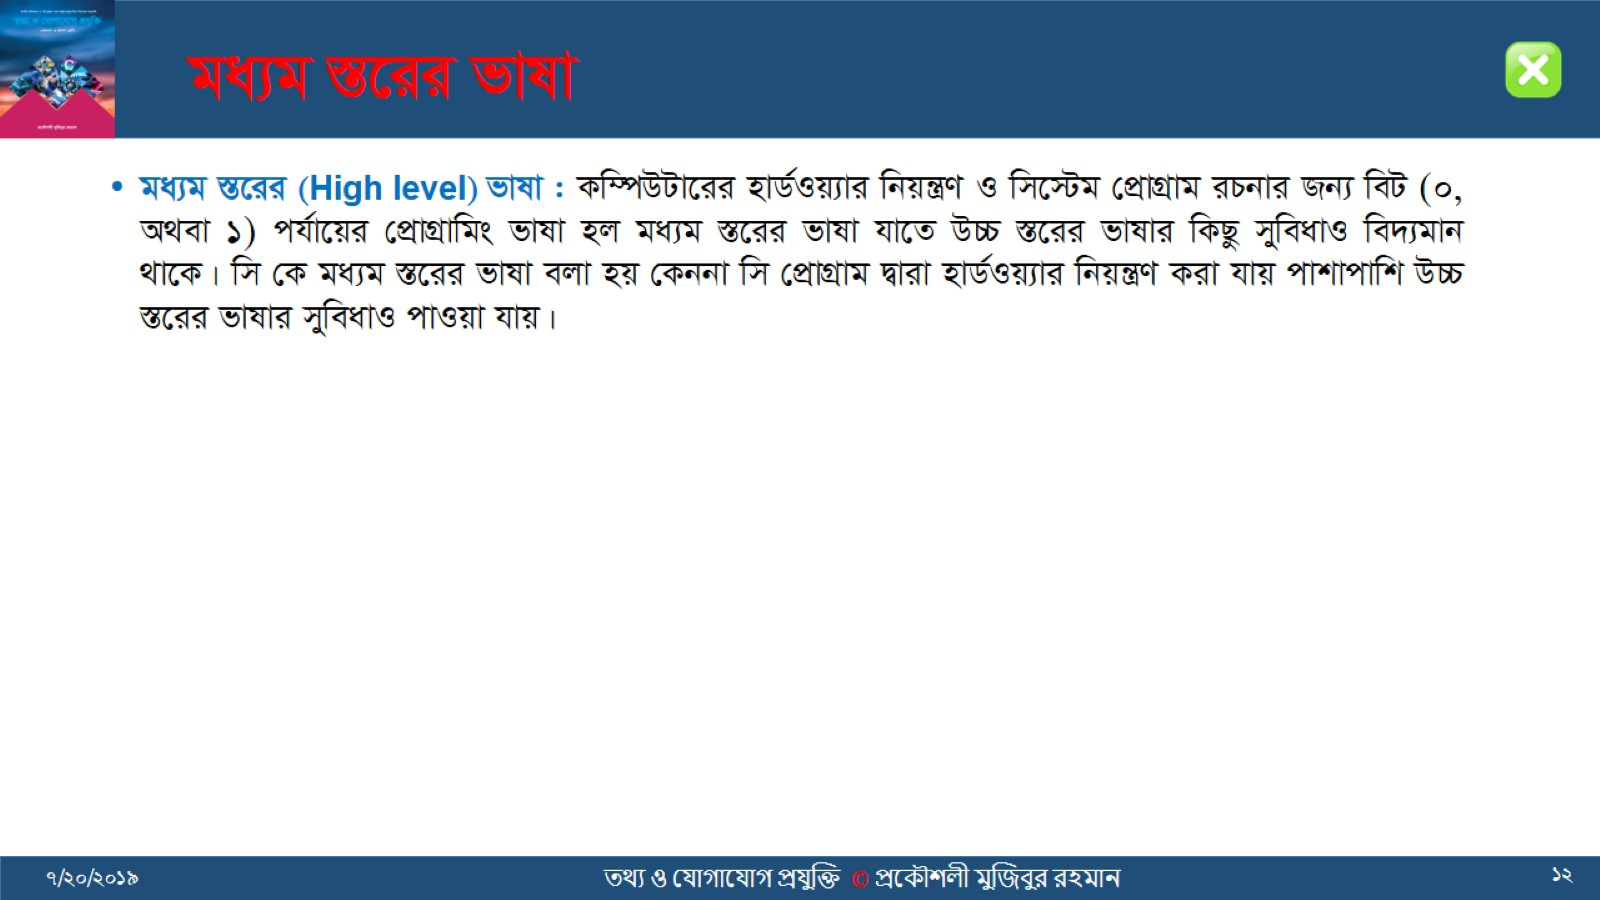 মধ্যম স্তরের ভাষা
• মধ্যম স্তরের (High level) ভাষা : কম্পিউটারের হার্ডওয়্যার নিয়ন্ত্রণ ও সিস্টেম প্রোগ্রাম রচনার জন্য বিট (০,
অথবা ১) পর্যায়ের প্রোগ্রামিং ভাষা হল মধ্যম স্তরের ভাষা যাতে উচ্চ স্তরের ভাষার কিছু সুবিধাও বিদ্যমান
থাকে। সি কে মধ্যম স্তরের ভাষা বলা হয় কেননা সি প্রোগ্রাম দ্বারা হার্ডওয়্যার নিয়ন্ত্রণ করা যায় পাশাপাশি উচ্চ
স্তরের ভাষার সুবিধাও পাওয়া যায়।
৭/২০/২০১৯
তথ্য ও যোগাযোগ প্রযুক্তি © প্রকৌশলী মুজিবুর রহমান
১২